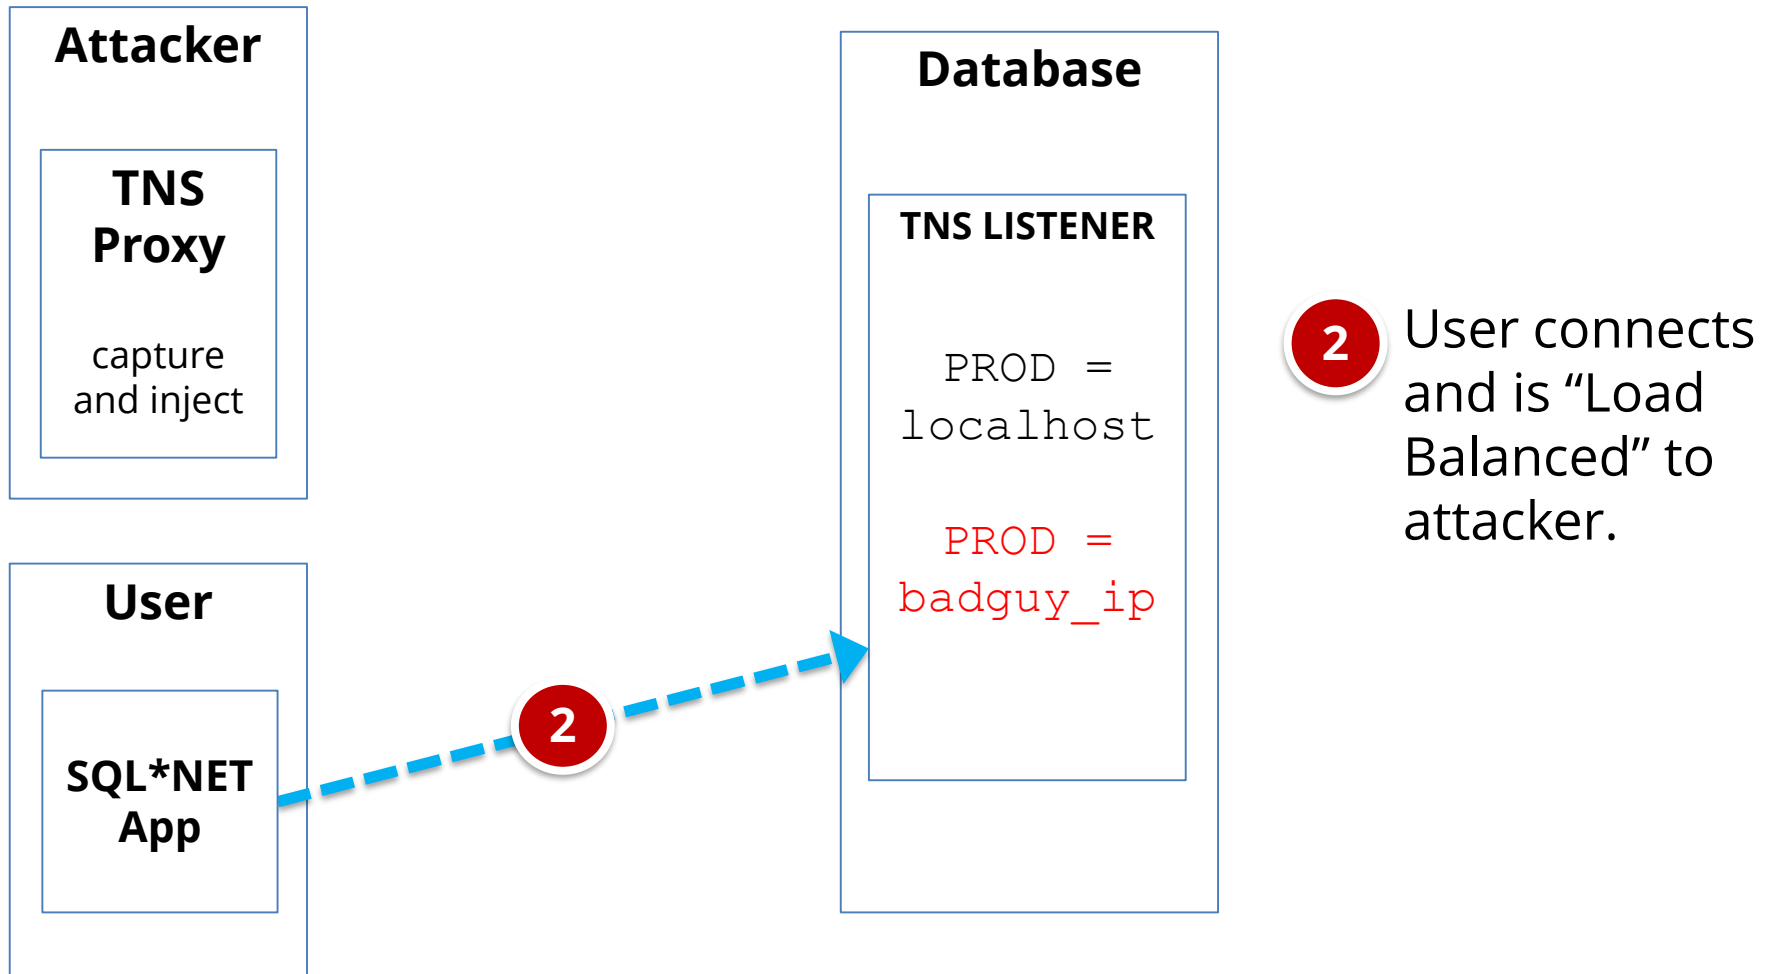 Attacker
TNS
Proxy
capture
and inject
User
SQL*NET
App
2
Database
TNS LISTENER
PROD =
localhost
PROD =
badguy_ip
2
User connects
and is “Load
Balanced” to
attacker.